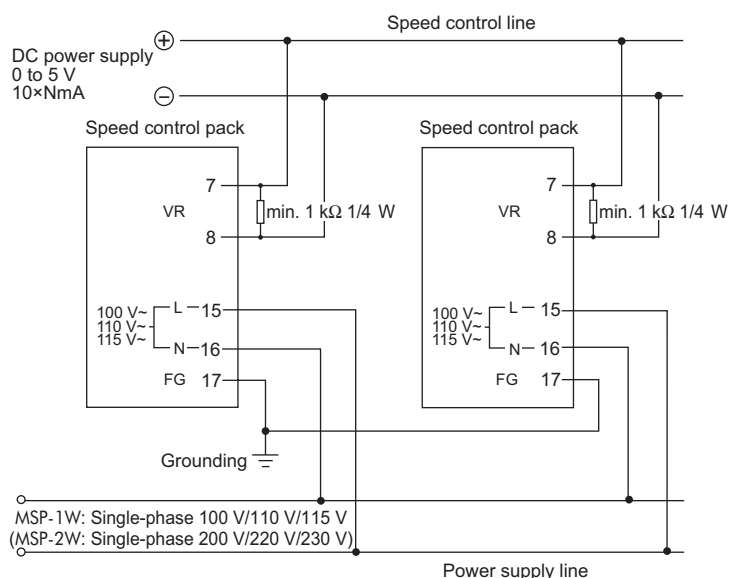 Speed control line
DC power supply
0 to 5 V
10×NmA
+
−
Speed control pack
Speed control pack
7
VR
min. 1 kΩ 1/4 W
8
100 V~
110 V~
115 V~
L
15
N
16
FG
17
7
VR
min. 1 kΩ 1/4 W
8
100 V~
110 V~
115 V~
L
15
N
16
FG
17
Grounding
MSP-1W: Single-phase 100 V/110 V/115 V
(MSP-2W: Single-phase 200 V/220 V/230 V)
Power supply line